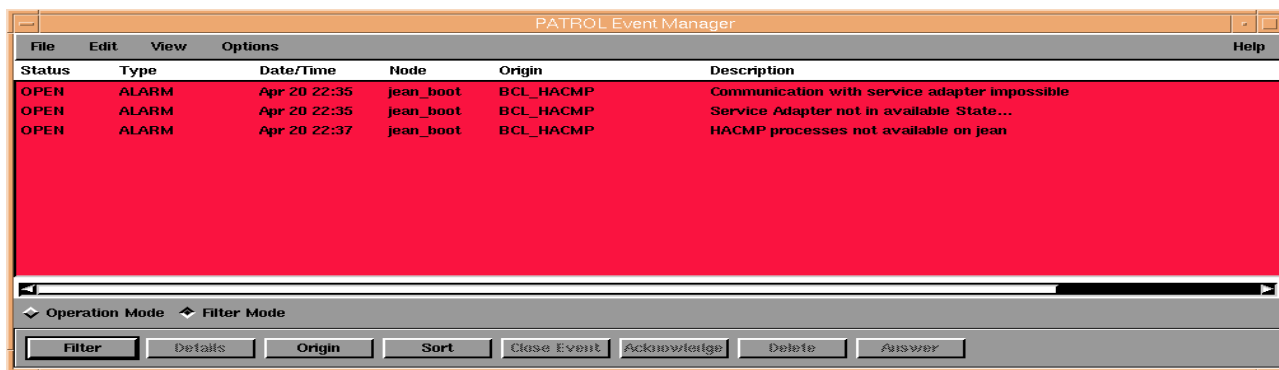 PATROL Event Manager
File Edit View Options Help
Status Type Date/Time Node Origin Description
OPEN ALARM Apr 20 22:35 jean_boot BCL_HACMP Communication with service adapter impossible
OPEN ALARM Apr 20 22:35 jean_boot BCL_HACMP Service Adapter not in available State...
OPEN ALARM Apr 20 22:37 jean_boot BCL_HACMP HACMP processes not available on jean
Operation Mode Filter Mode
Filter Details Origin Sort Close Event Acknowledge Delete Answer